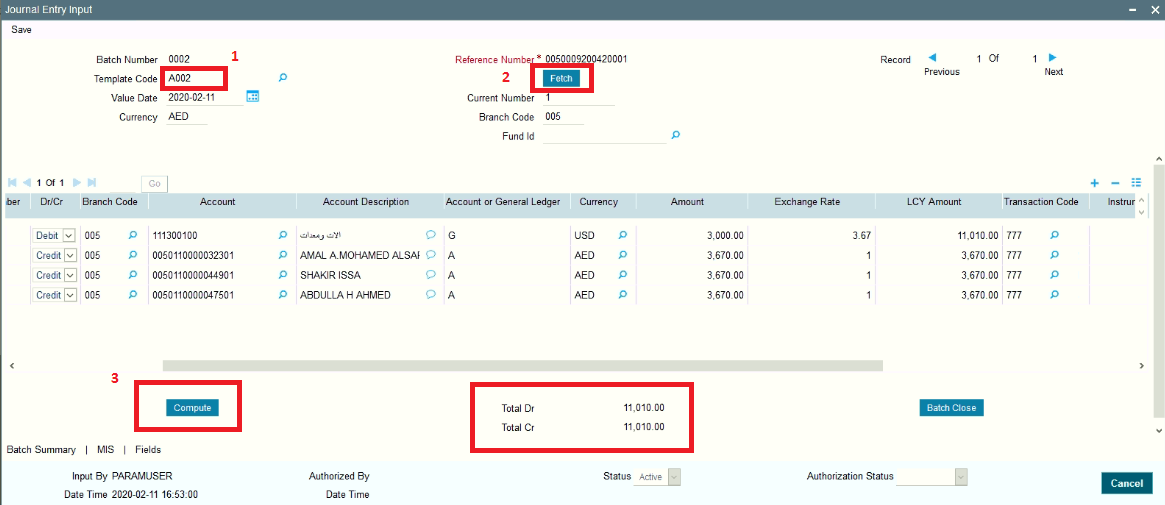 Journal Entry Input
Save
Batch Number 0002 1 Reference Number * 0050009200420001 Record 1 Of 1
Previous Next
Template Code A002 2 Fetch
Value Date 2020-02-11 Current Number 1
Currency AED Branch Code 005
Fund Id
1 Of 1 Go
ber Dr/Cr Branch Code Account Account Description Account or General Ledger Currency Amount Exchange Rate LCY Amount Transaction Code Instrum
Debit 005 111300100 الات ومعدات G USD 3,000.00 3.67 11,010.00 777
Credit 005 0050110000032301 AMAL A.MOHAMED ALSAF A AED 3,670.00 1 3,670.00 777
Credit 005 0050110000044901 SHAKIR ISSA A AED 3,670.00 1 3,670.00 777
Credit 005 0050110000047501 ABDULLA H AHMED A AED 3,670.00 1 3,670.00 777
3
Compute Total Dr 11,010.00 Batch Close
Total Cr 11,010.00
Batch Summary | MIS | Fields
Input By PARAMUSER Authorized By Status Active Authorization Status
Date Time 2020-02-11 16:53:00 Date Time Cancel